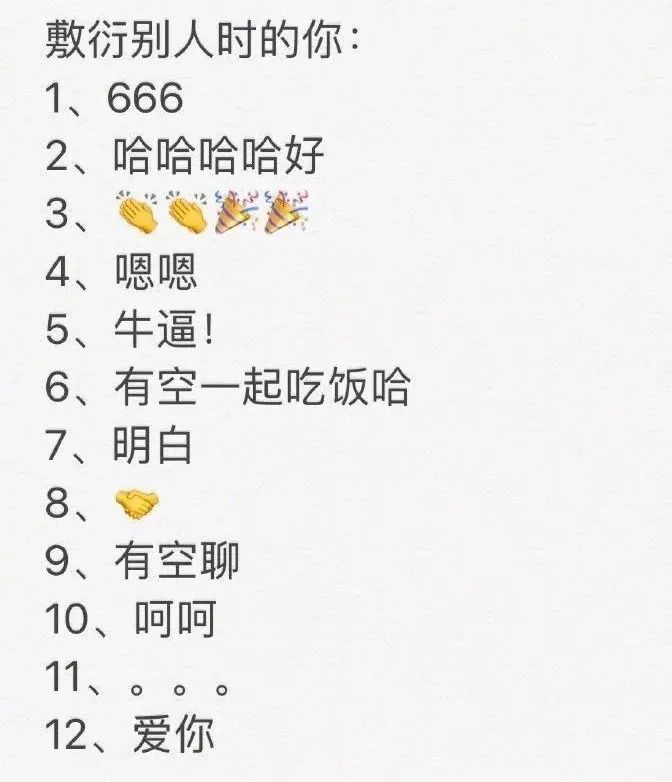 敷衍别人时的你：
1、666
2、哈哈哈哈好
3、👏👏🎉🎉
4、嗯嗯
5、牛逼！
6、有空一起吃饭哈
7、明白
8、🤝
9、有空聊
10、呵呵
11、。。。
12、爱你